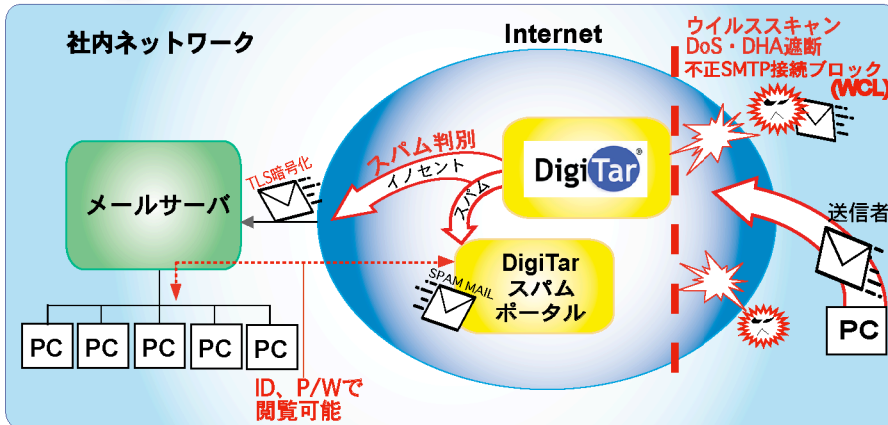 社内ネットワーク
Internet
ウイルススキャン
DoS・DHA遮断
不正SMTP接続ブロック
(WCL)
スパム判別
イノセント
スパム
DigiTar®
TLS暗号化
メールサーバ
送信者
SPAM MAIL
DigiTar
スパム
ポータル
PC
PC
PC
PC
PC
PC
ID、P/Wで
閲覧可能